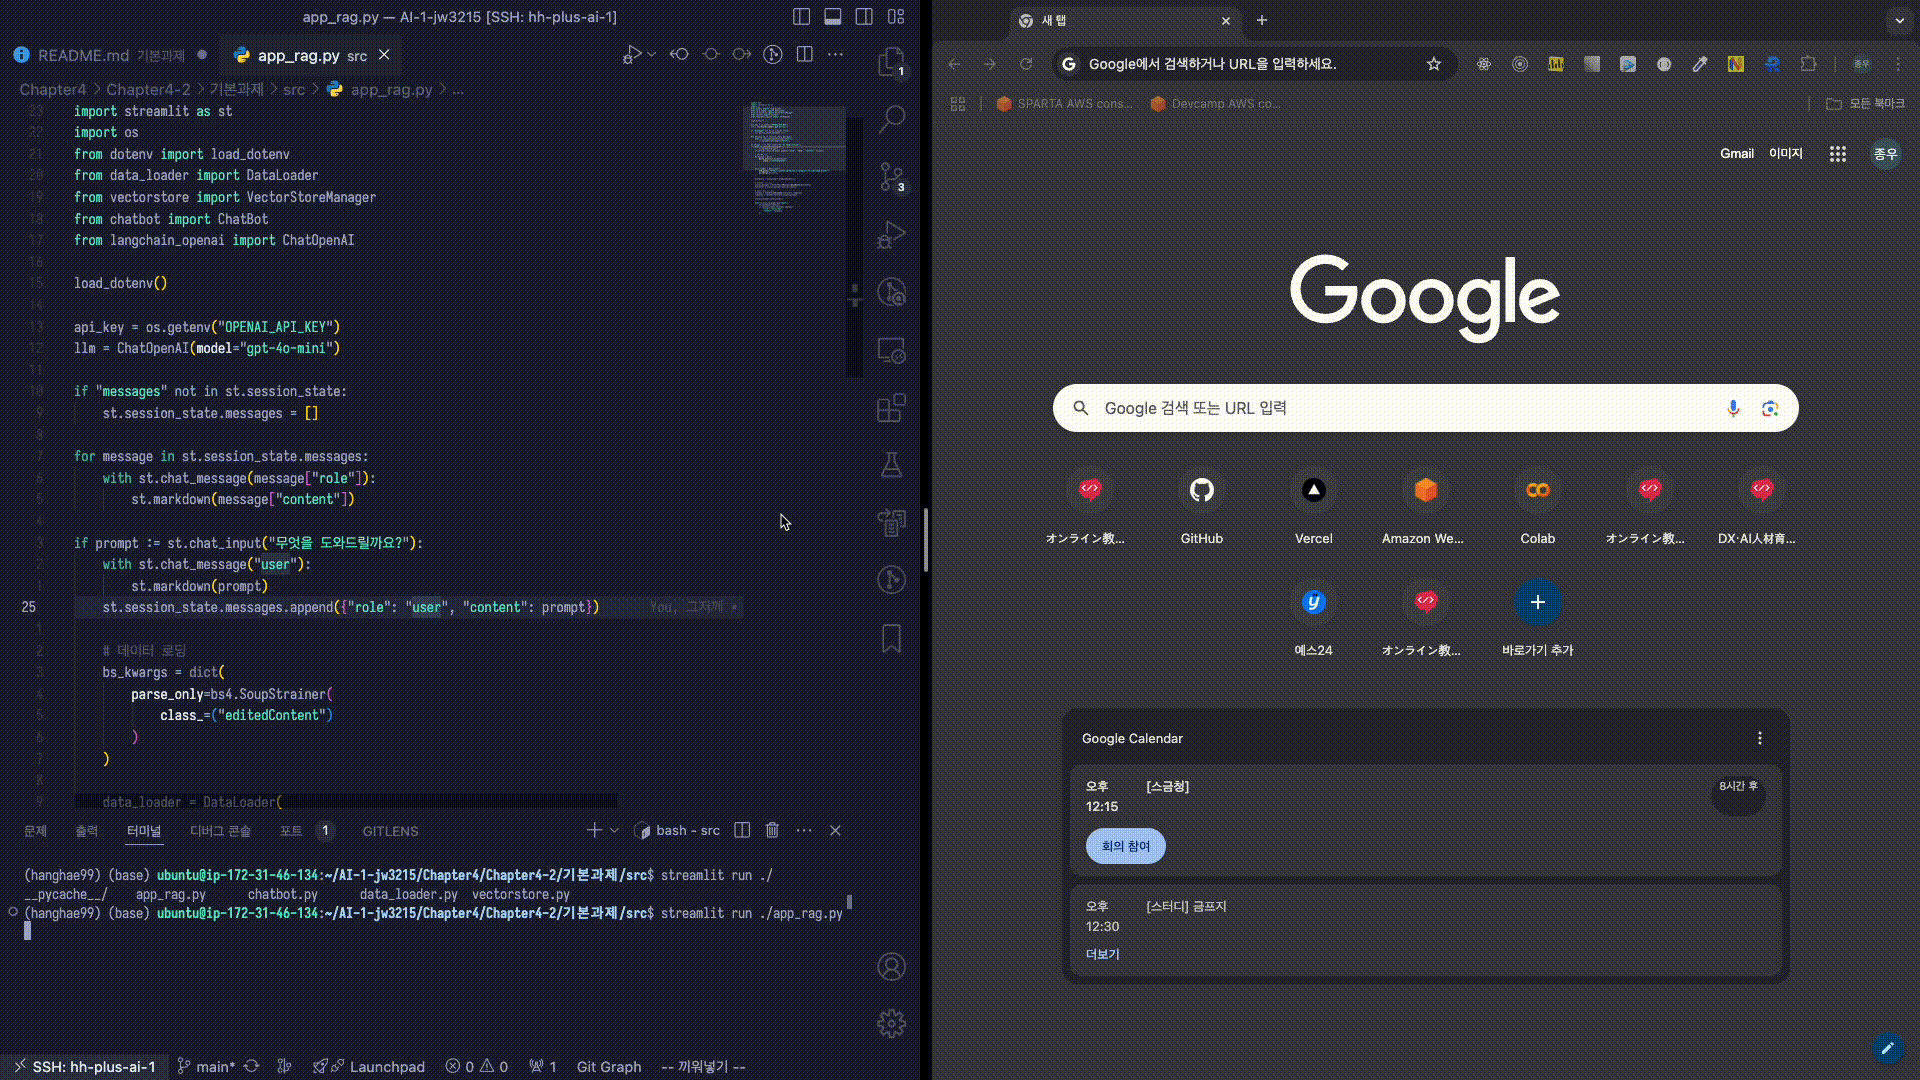 app_rag.py — AI-1-jw3215 [SSH: hh-plus-ai-1]
README.md 기본과제
app_rag.py src
Chapter4 > Chapter4-2 > 기본과제 > src > app_rag.py > ...
23 import streamlit as st
22 import os
21 from dotenv import load_dotenv
20 from data_loader import DataLoader
19 from vectorstore import VectorStoreManager
18 from chatbot import ChatBot
17 from langchain_openai import ChatOpenAI
16
15 load_dotenv()
14
13 api_key = os.getenv("OPENAI_API_KEY")
12 llm = ChatOpenAI(model="gpt-4o-mini")
11
10 if "messages" not in st.session_state:
9 st.session_state.messages = []
8
7 for message in st.session_state.messages:
6 with st.chat_message(message["role"]):
5 st.markdown(message["content"])
4
3 if prompt := st.chat_input("무엇을 도와드릴까요?"):
2 with st.chat_message("user"):
1 st.markdown(prompt)
25 st.session_state.messages.append({"role": "user", "content": prompt}) You, 그저께 •
1
2 # 데이터 로딩
3 bs_kwargs = dict(
4 parse_only=bs4.SoupStrainer(
5 class_=("editedContent")
6 )
7 )
8
9 data_loader = DataLoader(
1
3
문제 출력 터미널 디버그 콘솔 포트 1 GITLENS
bash - src
(hanghae99) (base) ubuntu@ip-172-31-46-134:~/AI-1-jw3215/Chapter4/Chapter4-2/기본과제/src$ streamlit run ./
__pycache__/ app_rag.py chatbot.py data_loader.py vectorstore.py
(hanghae99) (base) ubuntu@ip-172-31-46-134:~/AI-1-jw3215/Chapter4/Chapter4-2/기본과제/src$ streamlit run ./app_rag.py
SSH: hh-plus-ai-1 main* Launchpad 0 0 1 Git Graph -- 끼워넣기 --
새 탭
Google에서 검색하거나 URL을 입력하세요.
종우
SPARTA AWS cons... Devcamp AWS co... 모든 북마크
Gmail 이미지 종우
Google
Google 검색 또는 URL 입력
オンライン教... GitHub Vercel Amazon We... Colab オンライン教... DX·AI人材育...
예스24 オンライン教... 바로가기 추가
Google Calendar
오후 [스금청] 8시간 후
12:15
회의 참여
오후 [스터디] 금프지
12:30
더보기